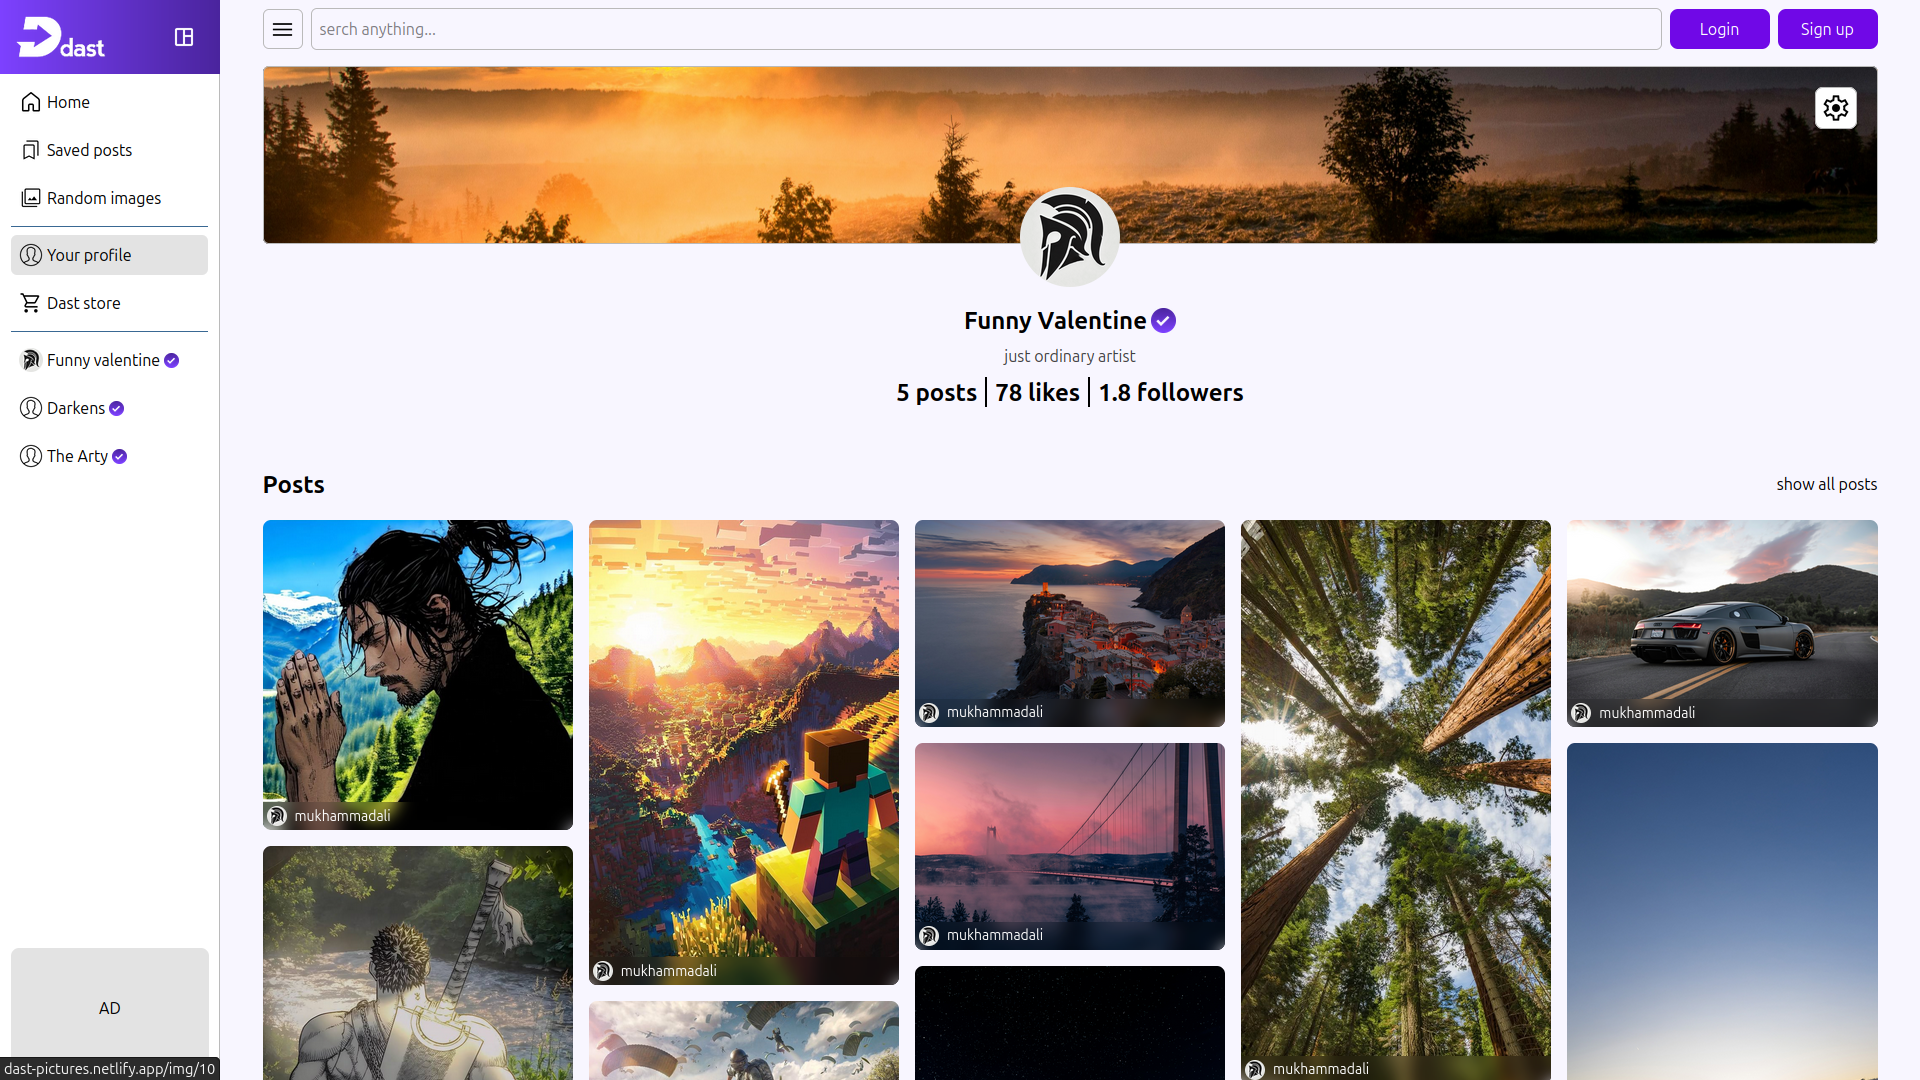 dast
serch anything...
Login
Sign up
Home
Saved posts
Random images
Your profile
Dast store
Funny valentine
Darkens
The Arty
AD
dast-pictures.netlify.app/img/10
Funny Valentine
just ordinary artist
5 posts
78 likes
1.8 followers
Posts
show all posts
mukhammadali
mukhammadali
mukhammadali
mukhammadali
mukhammadali
mukhammadali